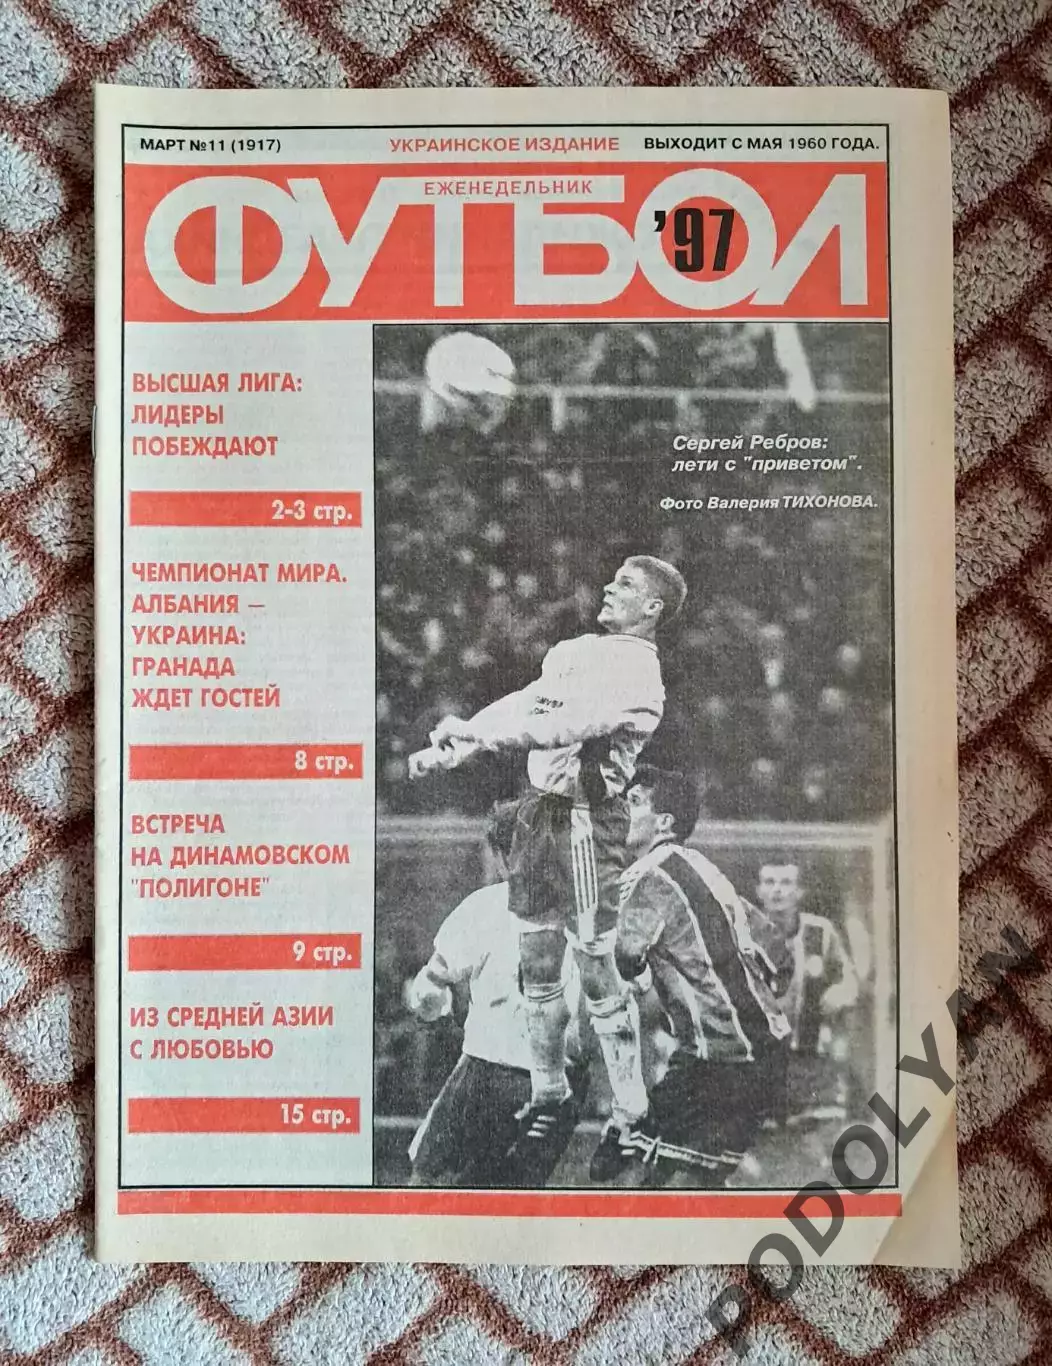 МАРТ №11 (1917) УКРАИНСКОЕ ИЗДАНИЕ ВЫХОДИТ С МАЯ 1960 ГОДА.
ЕЖЕНЕДЕЛЬНИК
ФУТБОЛ
'97
ВЫСШАЯ ЛИГА:
ЛИДЕРЫ
ПОБЕЖДАЮТ
2-3 стр.
ЧЕМПИОНАТ МИРА.
АЛБАНИЯ –
УКРАИНА:
ГРАНАДА
ЖДЕТ ГОСТЕЙ
8 стр.
ВСТРЕЧА
НА ДИНАМОВСКОМ
"ПОЛИГОНЕ"
9 стр.
ИЗ СРЕДНЕЙ АЗИИ
С ЛЮБОВЬЮ
15 стр.
Сергей Ребров:
лети с "приветом".
Фото Валерия ТИХОНОВА.
PODOLYAN